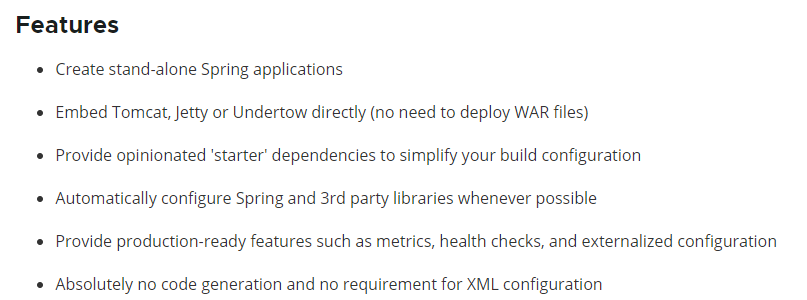 Features
Create stand-alone Spring applications
Embed Tomcat, Jetty or Undertow directly (no need to deploy WAR files)
Provide opinionated 'starter' dependencies to simplify your build configuration
Automatically configure Spring and 3rd party libraries whenever possible
Provide production-ready features such as metrics, health checks, and externalized configuration
Absolutely no code generation and no requirement for XML configuration